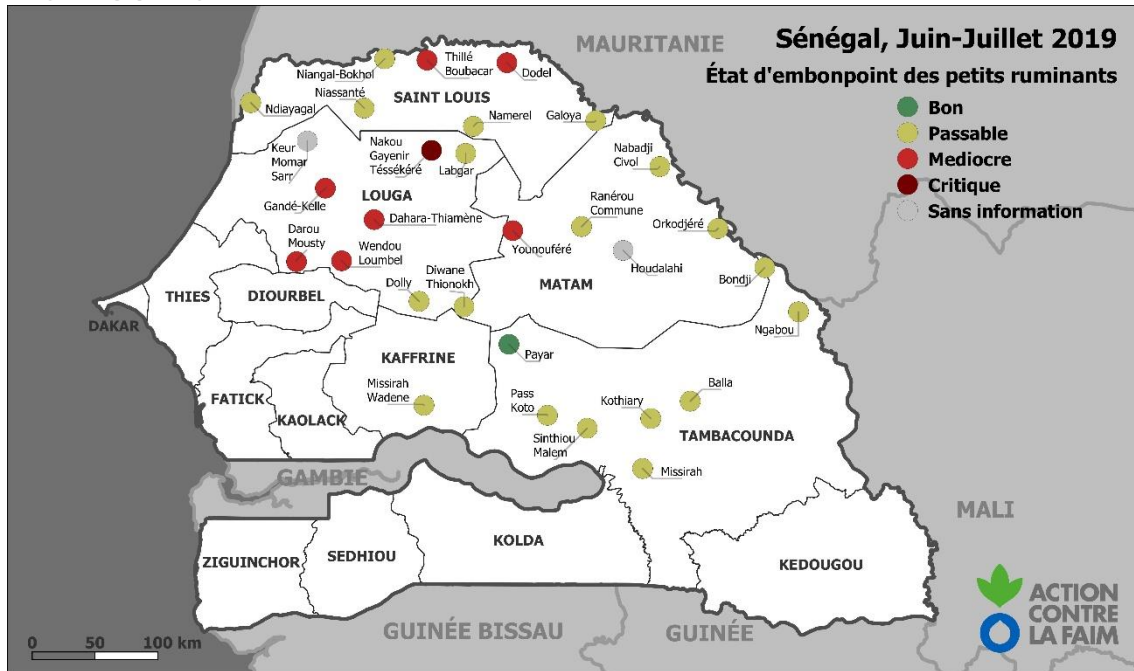 MAURITANIE
Sénégal, Juin-Juillet 2019
État d'embonpoint des petits ruminants
Bon
Passable
Mediocre
Critique
Sans information
Niangal-Bokhol
Thillé
Boubacar
Dodel
Niassanté
SAINT LOUIS
Ndiayagal
Namerel
Galoya
Keur
Momar
Sarr
Nakou
Gayenir
Téssékéré
Labgar
Nabadji
Civol
LOUGA
Gandé-Kelle
Dahara-Thiamène
Ranérou
Commune
Orkodjéré
Darou
Mousty
Wendou
Loumbel
Younouféré
Houdalahi
Bondji
MATAM
Dolly
Diwane
Thionokh
THIES
DIOURBEL
DAKAR
Ngabou
KAFFRINE
Payar
Missirah
Wadene
FATICK
KAOLACK
Pass
Koto
Kothiary
Balla
Sinthiou
Malem
TAMBACOUNDA
Missirah
GAMBIE
MALI
KOLDA
SEDHIOU
ZIGUINCHOR
KEDOUGOU
GUINÉE BISSAU
GUINÉE
0 50 100 km
ACTION
CONTRE
LA FAIM